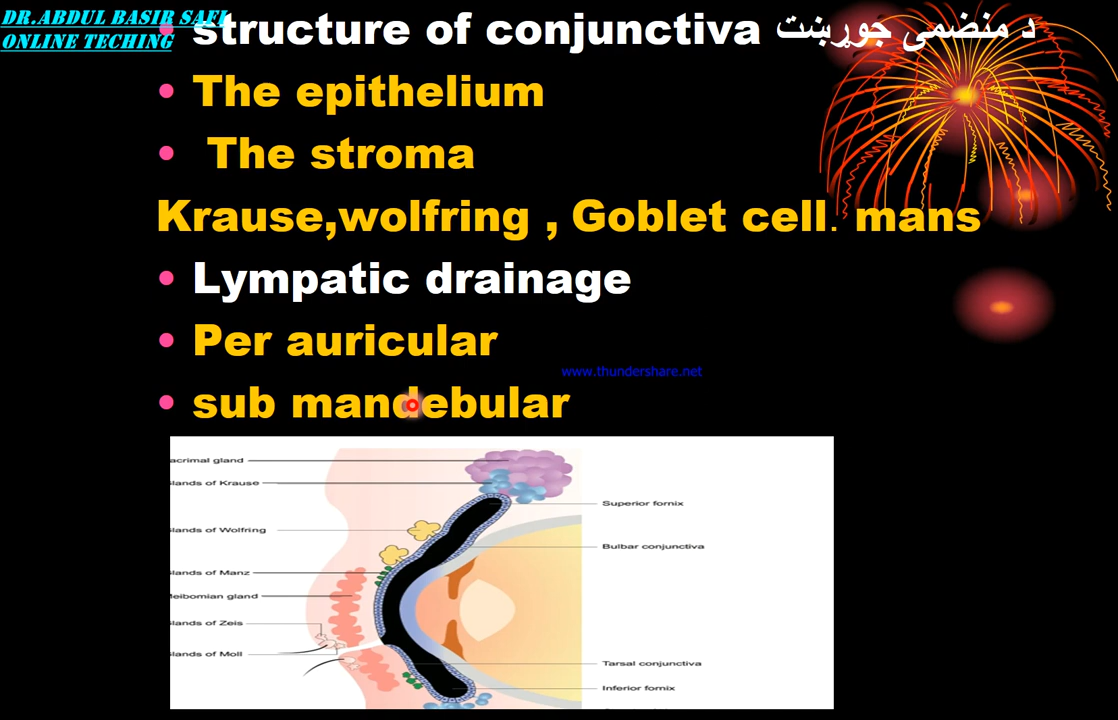 DR.ABDUL BASIR SAFI
ONLINE TECHING
structure of conjunctiva د منضمی جوړښت
The epithelium
The stroma
Krause,wolfring , Goblet cell. mans
Lympatic drainage
Per auricular
www.thundershare.net
sub mandebular
acrimal gland
lands of Krause
Superior fornix
lands of Wolfring
Bulbar conjunctiva
lands of Manz
Meibomian gland
lands of Zeis
lands of Moll
Tarsal conjunctiva
Inferior fornix